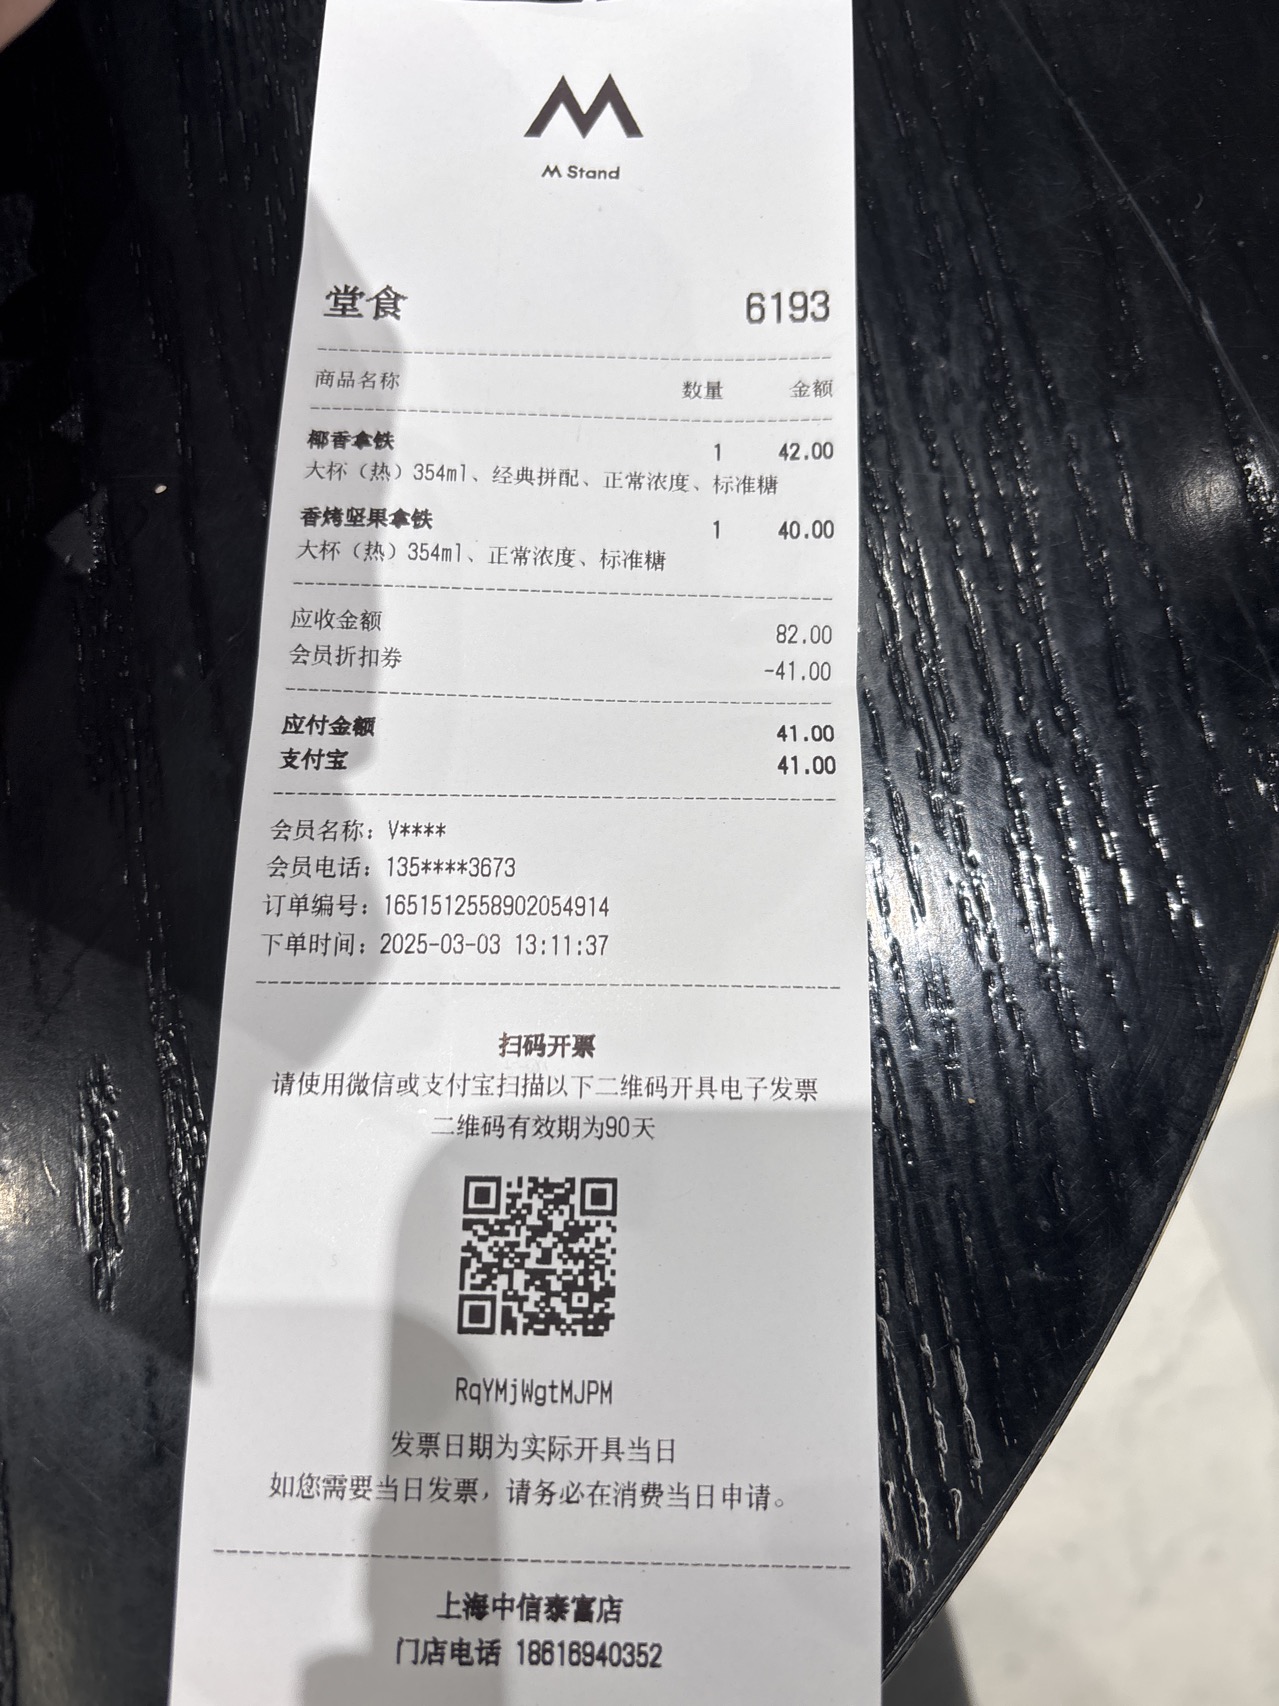 M Stand
堂食 6193
商品名称 数量 金额
椰香拿铁 1 42.00
大杯（热）354ml、经典拼配、正常浓度、标准糖
香烤坚果拿铁 1 40.00
大杯（热）354ml、正常浓度、标准糖
应收金额 82.00
会员折扣券 -41.00
应付金额 41.00
支付宝 41.00
会员名称：V****
会员电话：135****3673
订单编号：1651512558902054914
下单时间：2025-03-03 13:11:37
扫码开票
请使用微信或支付宝扫描以下二维码开具电子发票
二维码有效期为90天
RqYMjWgtMJPM
发票日期为实际开具当日
如您需要当日发票，请务必在消费当日申请。
上海中信泰富店
门店电话 18616940352